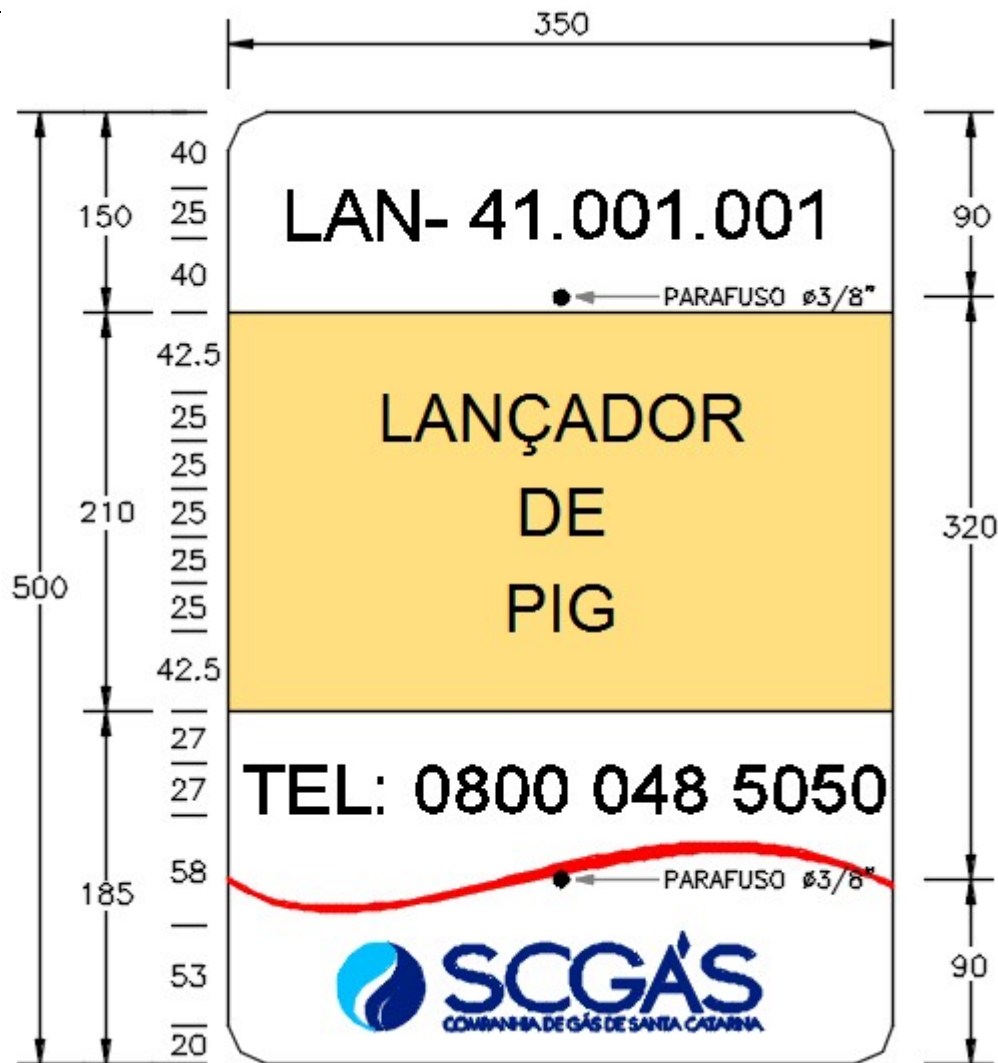 350
40
150
25
90
LAN- 41.001.001
40
PARAFUSO ø3/8"
42.5
25
LANÇADOR
25
210
25
DE
320
25
500
25
PIG
42.5
27
27
TEL: 0800 048 5050
58
185
PARAFUSO ø3/8"
53
SCGÁS
90
COMPANHIA DE GÁS DE SANTA CATARINA
20